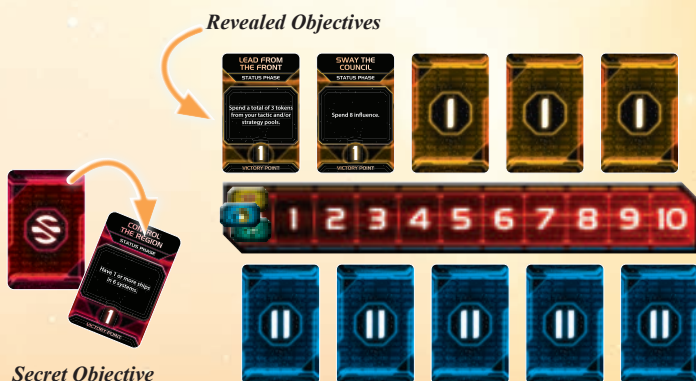 Revealed Objectives
LEAD FROM
THE FRONT
STATUS PHASE
Spend a total of 3 tokens
from your tactic and/or
strategy pools.
1
VICTORY POINT
SWAY THE
COUNCIL
STATUS PHASE
Spend 8 influence.
1
VICTORY POINT
I
I
I
1 2 3 4 5 6 7 8 9 10
S
CONTROL
THE REGION
STATUS PHASE
Have 1 or more ships
in 6 systems.
1
VICTORY POINT
II
II
II
II
II
Secret Objective